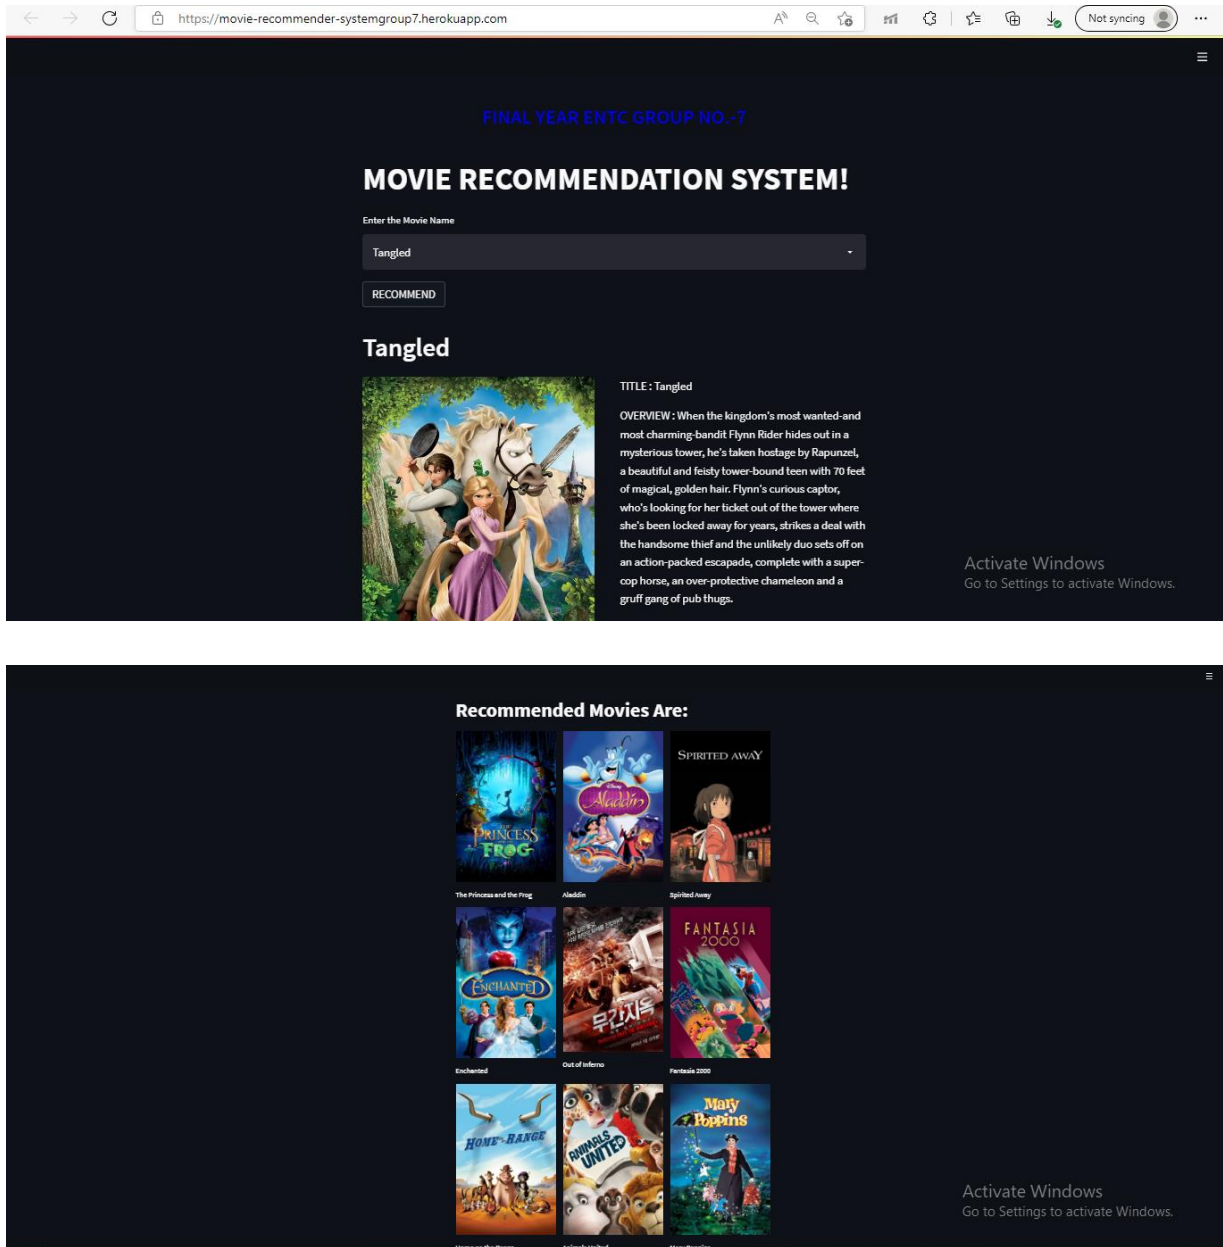 https://movie-recommender-systemgroup7.herokuapp.com
Not syncing
FINAL YEAR ENTC GROUP NO.-7
MOVIE RECOMMENDATION SYSTEM!
Enter the Movie Name
Tangled
RECOMMEND
Tangled
TITLE : Tangled
OVERVIEW : When the kingdom's most wanted-and
most charming-bandit Flynn Rider hides out in a
mysterious tower, he's taken hostage by Rapunzel,
a beautiful and feisty tower-bound teen with 70 feet
of magical, golden hair. Flynn's curious captor,
who's looking for her ticket out of the tower where
she's been locked away for years, strikes a deal with
the handsome thief and the unlikely duo sets off on
an action-packed escapade, complete with a super-
cop horse, an over-protective chameleon and a
gruff gang of pub thugs.
Activate Windows
Go to Settings to activate Windows.
Recommended Movies Are:
THE
PRINCESS
AND THE
FROG
Disney
Aladdin
SPIRITED AWAY
The Princess and the Frog
Aladdin
Spirited Away
ENCHANTED
무간지옥
FANTASIA
2000
Enchanted
Out of Inferno
Fantasia 2000
HOME ON THE RANGE
ANIMALS
UNITED
Mary
Poppins
Activate Windows
Go to Settings to activate Windows.